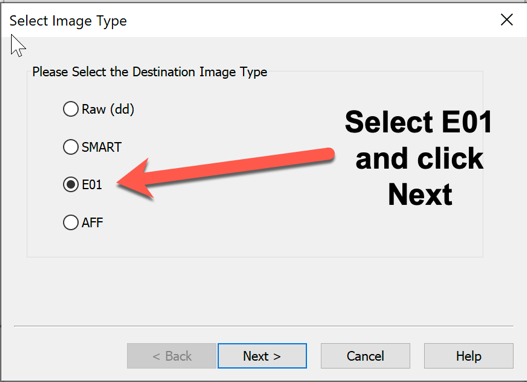 Select Image Type
Please Select the Destination Image Type
Raw (dd)
SMART
E01
AFF
Select E01
and click
Next
< Back
Next >
Cancel
Help